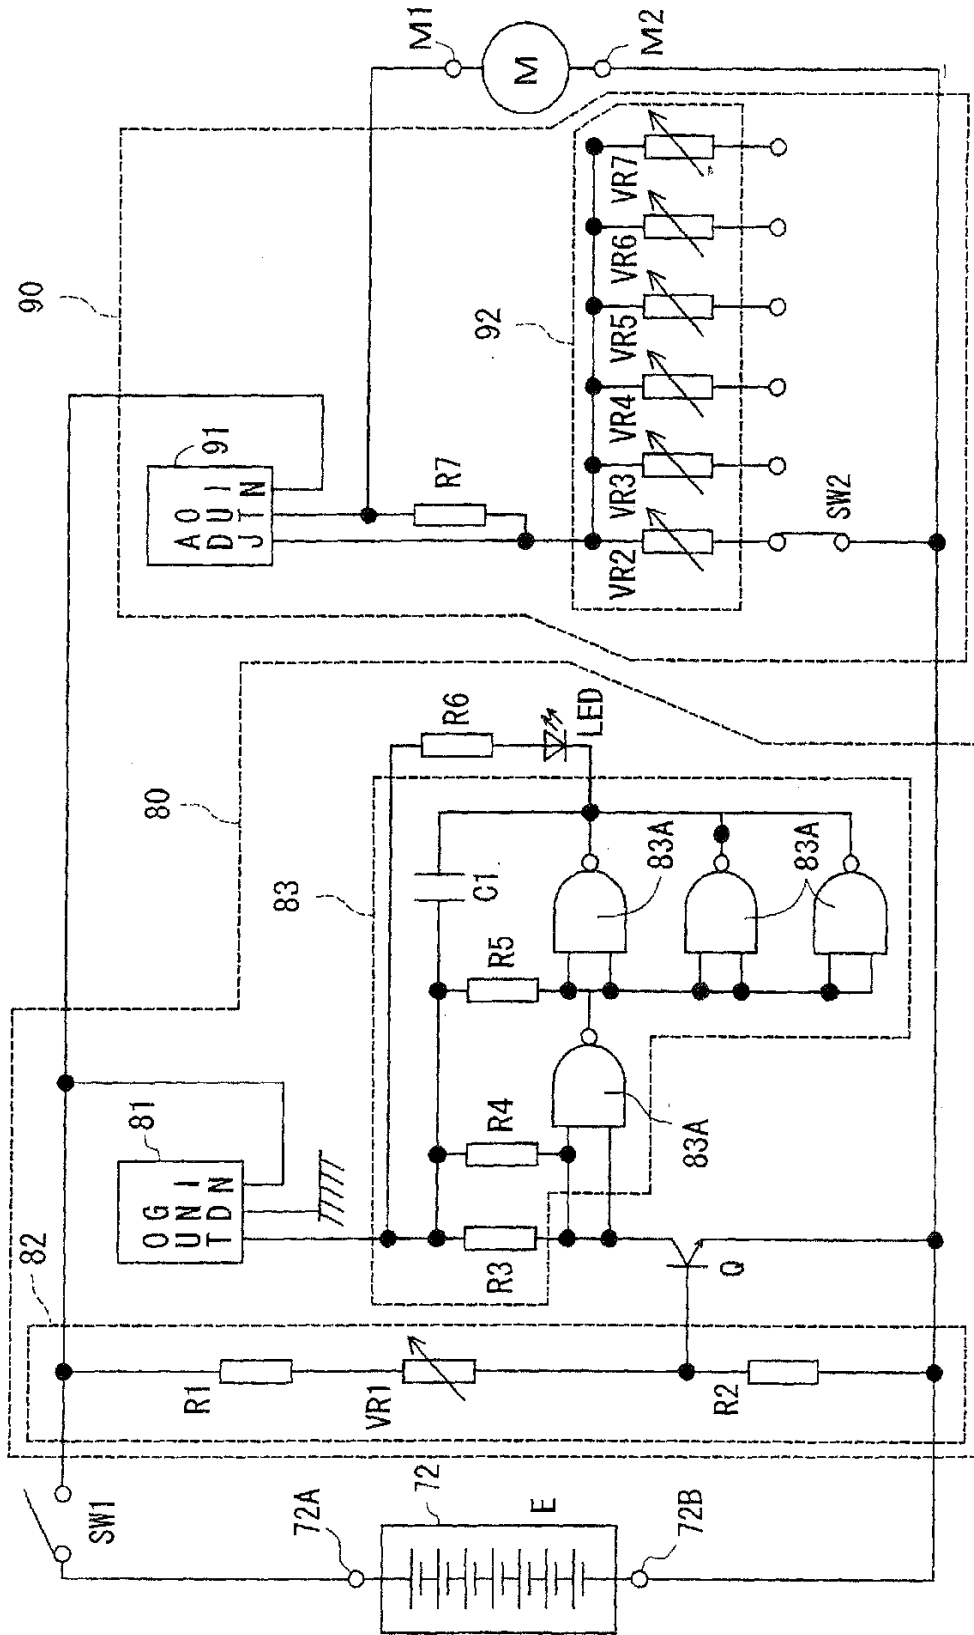 SW1
72A
72
E
72B
82
R1
VR1
R2
81
OUT
GND
IN
Q
80
83
R3
R4
R5
C1
R6
LED
83A
83A
83A
90
91
ADJ
OUT
IN
R7
92
VR2
VR3
VR4
VR5
VR6
VR7
SW2
M1
M
M2